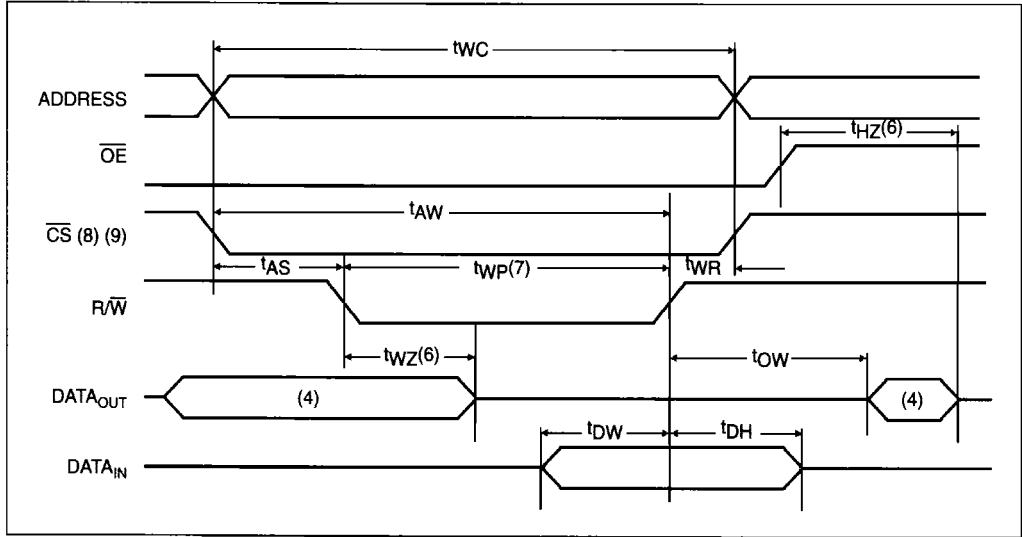 tWC
ADDRESS
tHZ(6)
OE
tAW
CS (8) (9)
tAS
tWP(7)
tWR
R/W
tWZ(6)
tOW
DATAOUT
(4)
(4)
tDW
tDH
DATAIN